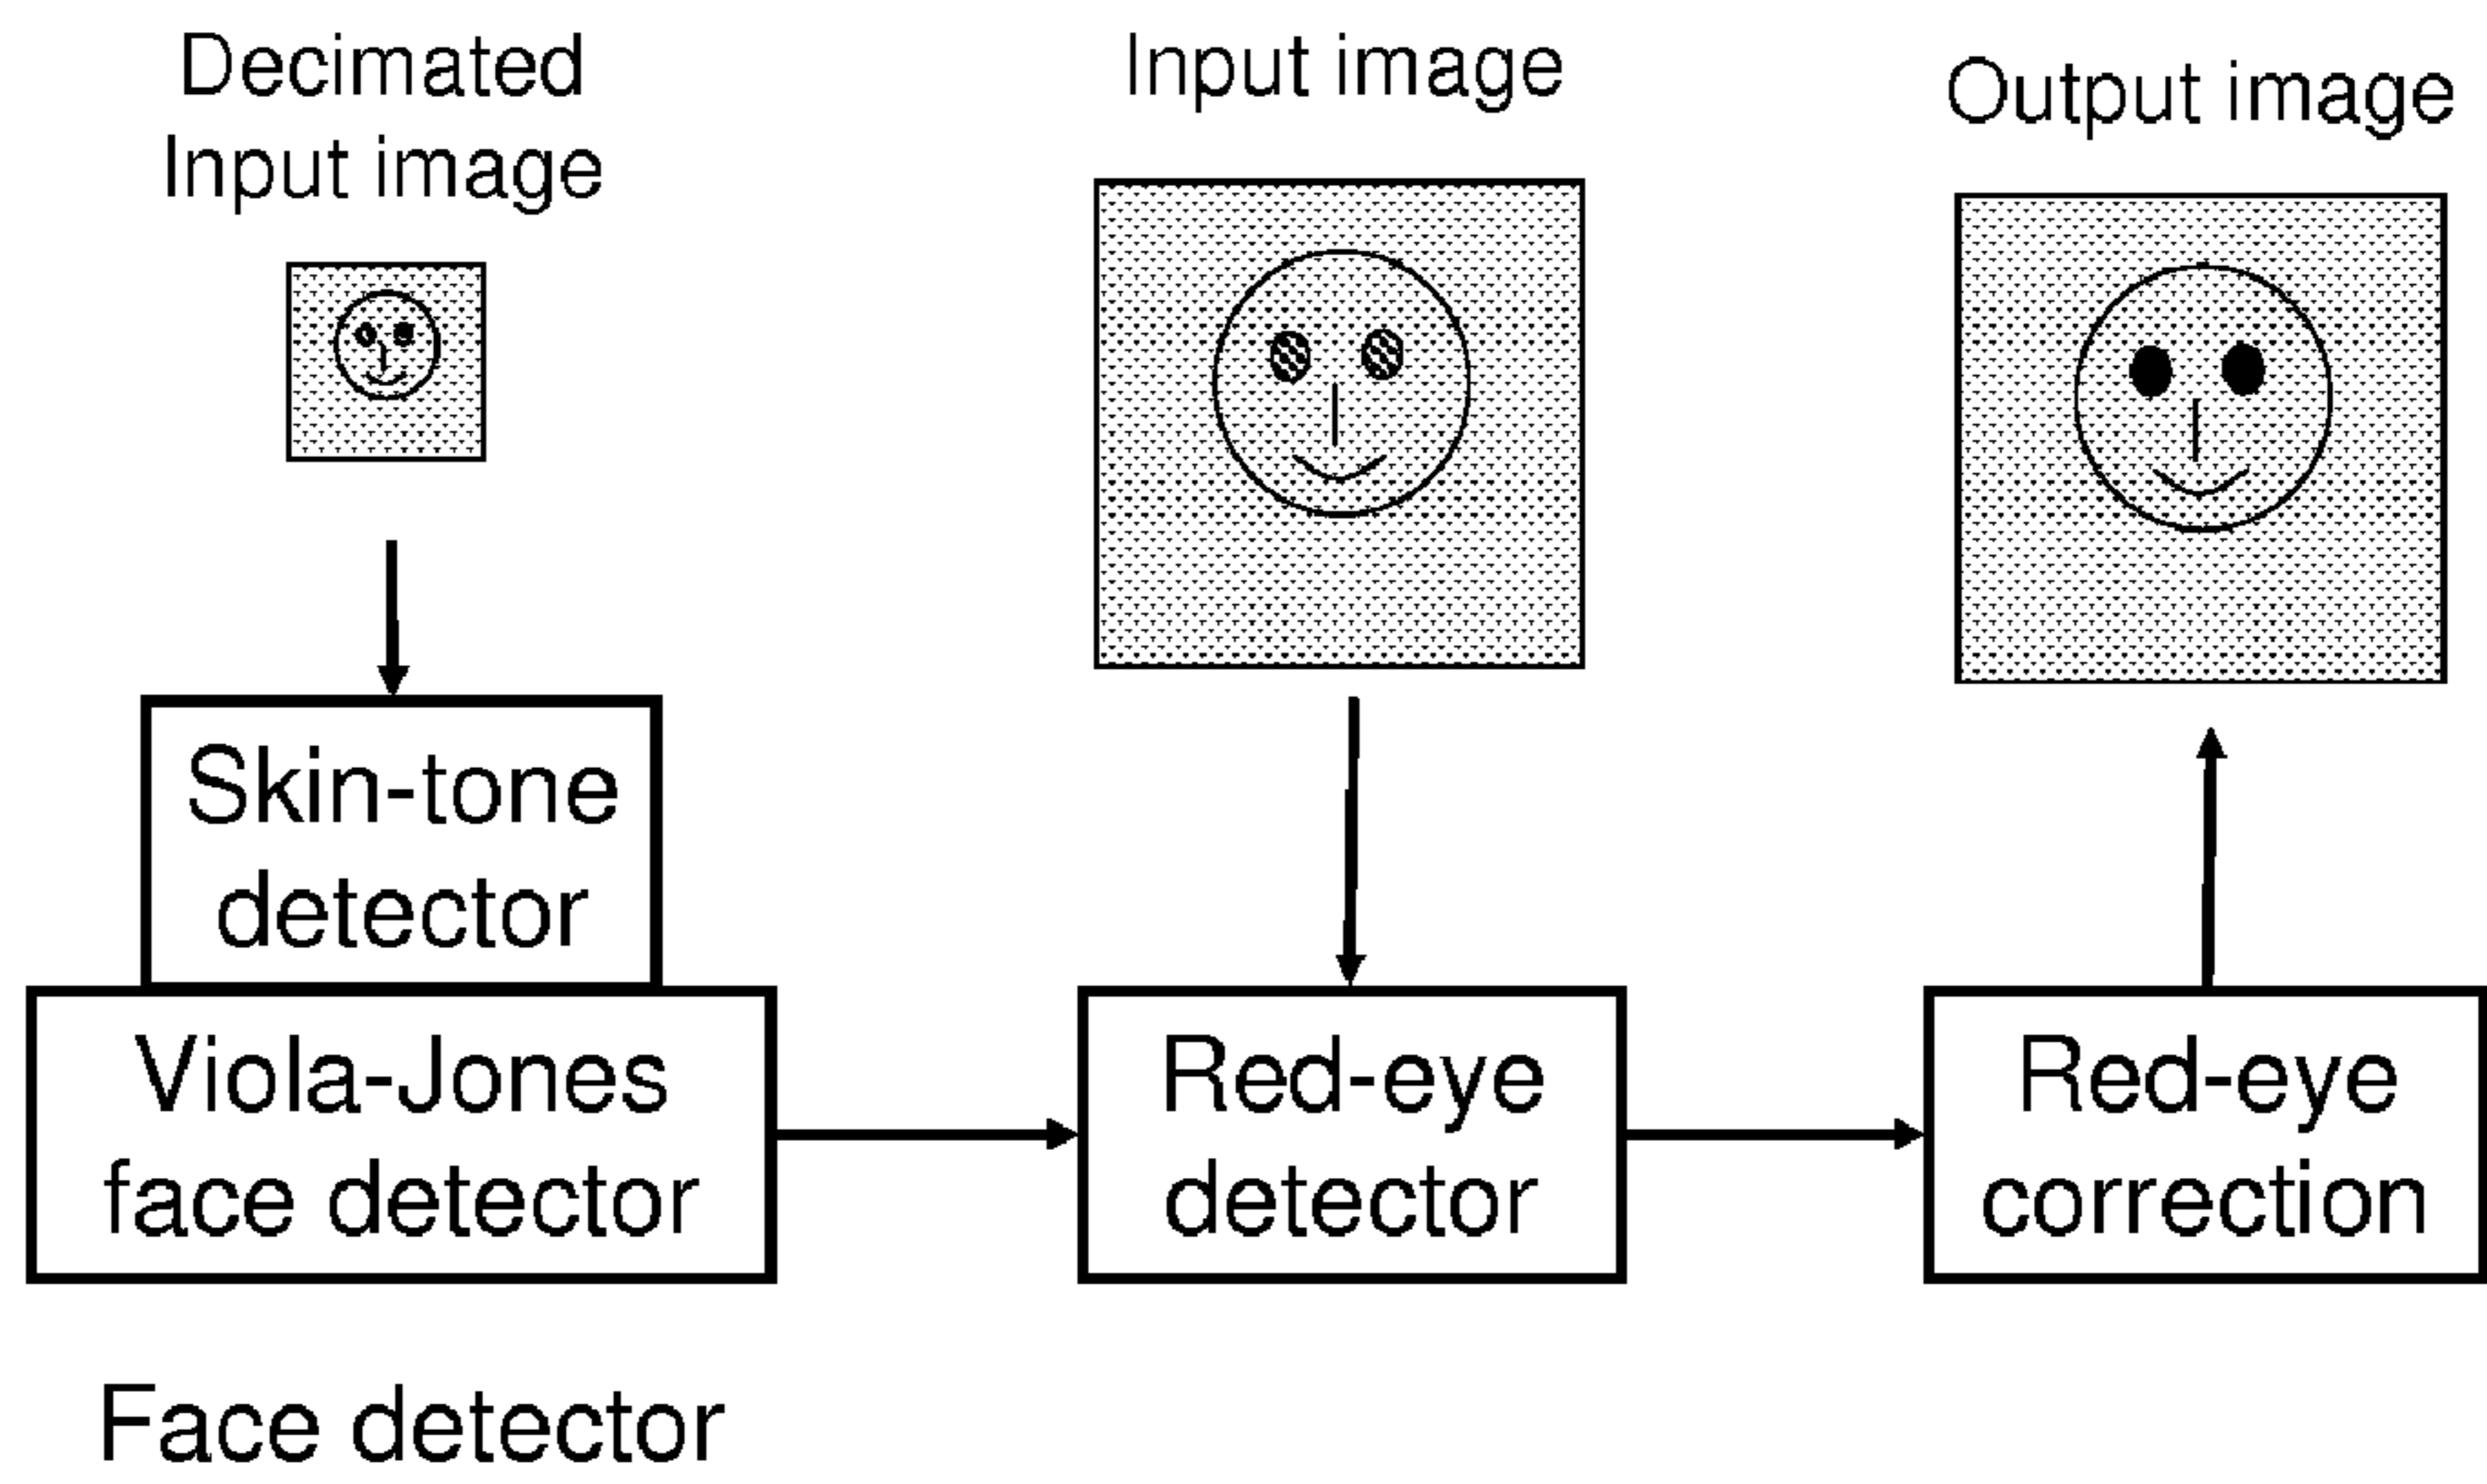 Decimated
Input image
Input image
Output image
Skin-tone
detector
Viola-Jones
face detector
Red-eye
detector
Red-eye
correction
Face detector